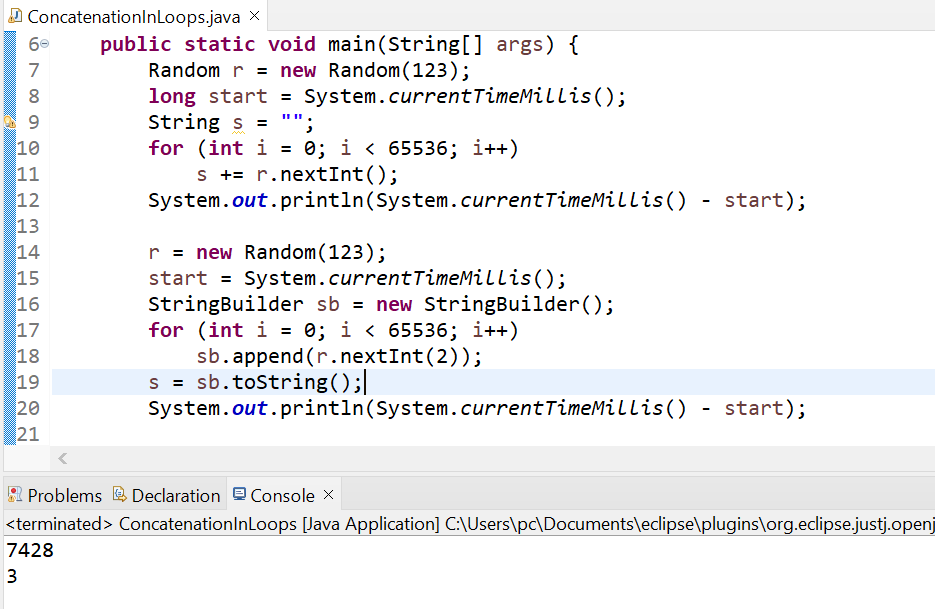 ConcatenationInLoops.java
6 public static void main(String[] args) {
7 Random r = new Random(123);
8 long start = System.currentTimeMillis();
9 String s = "";
10 for (int i = 0; i < 65536; i++)
11 s += r.nextInt();
12 System.out.println(System.currentTimeMillis() - start);
13
14 r = new Random(123);
15 start = System.currentTimeMillis();
16 StringBuilder sb = new StringBuilder();
17 for (int i = 0; i < 65536; i++)
18 sb.append(r.nextInt(2));
19 s = sb.toString();
20 System.out.println(System.currentTimeMillis() - start);
21
Problems Declaration Console
<terminated> ConcatenationInLoops [Java Application] C:\Users\pc\Documents\eclipse\plugins\org.eclipse.justj.openj
7428
3